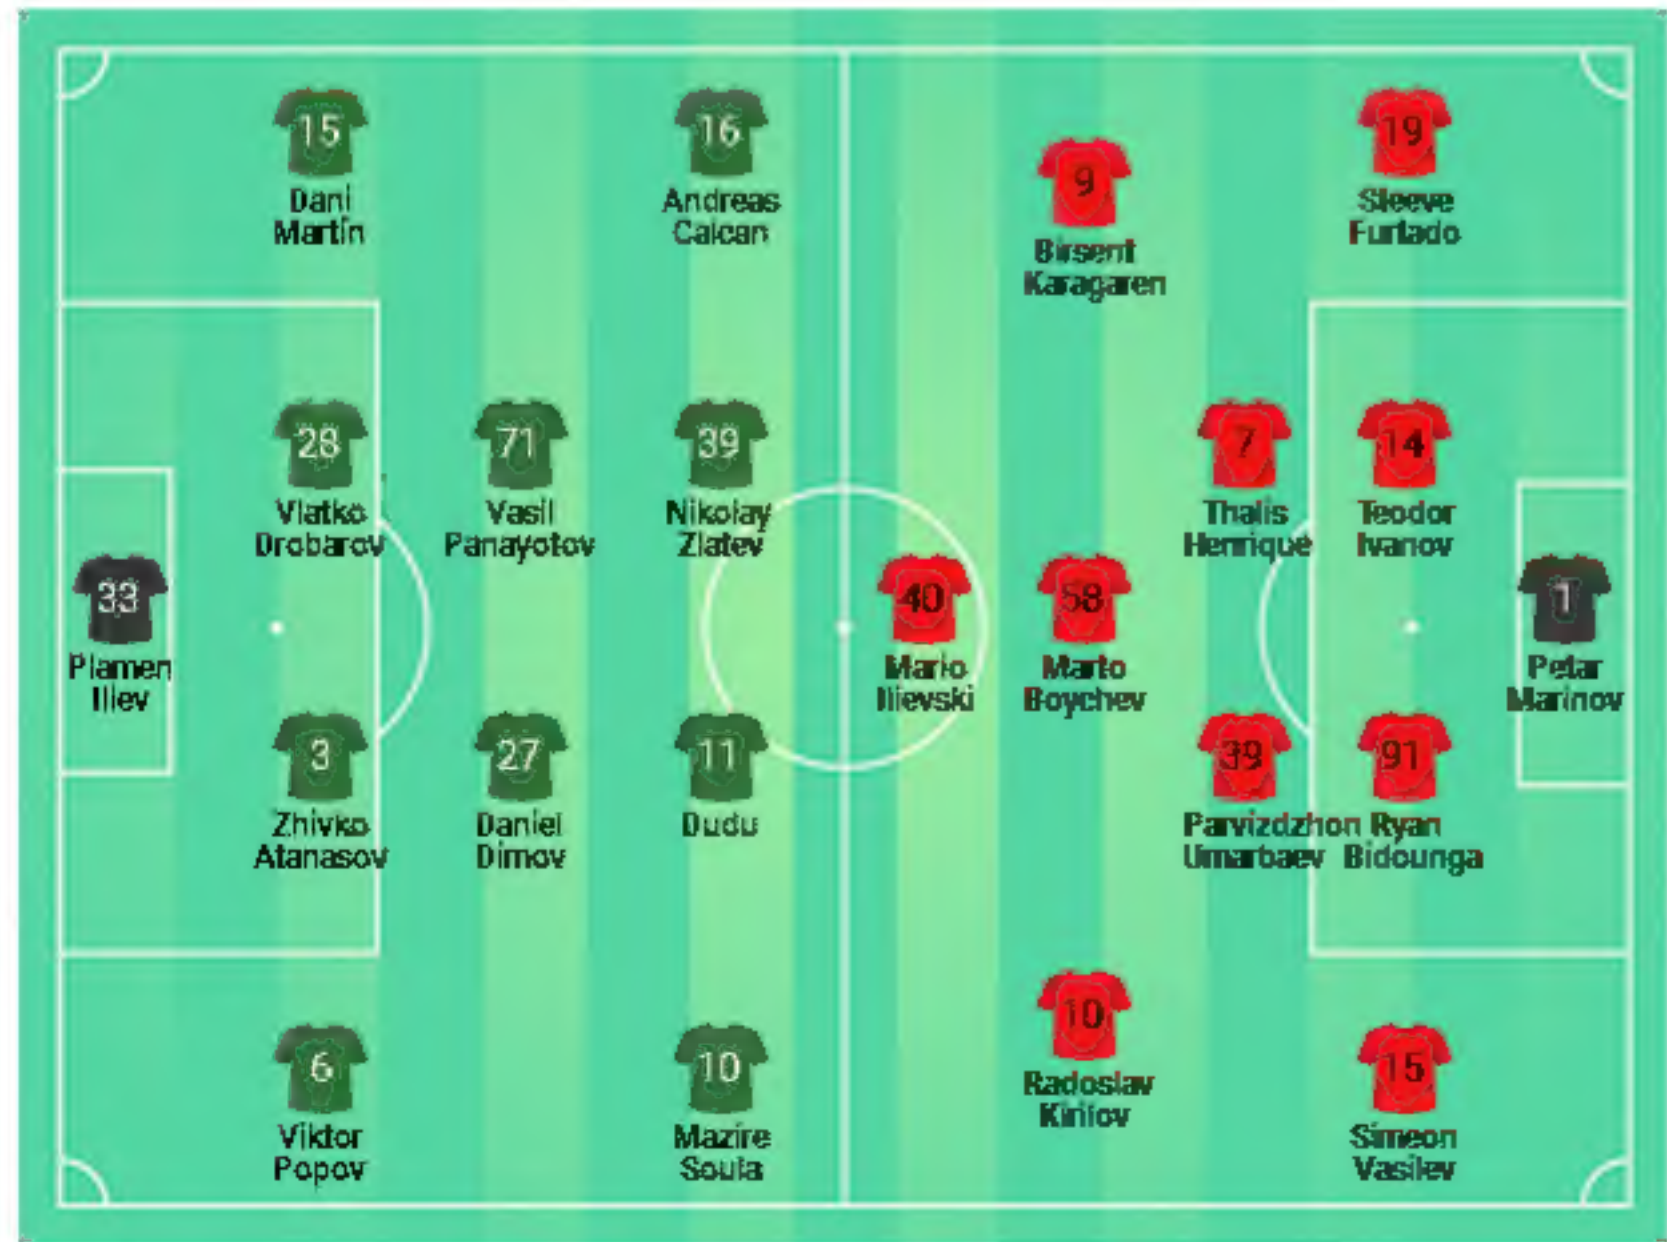 15
Dani
Martín
16
Andreas
Calcan
9
Birsent
Karagaren
19
Steeve
Furtado
28
Vlatko
Drobarov
71
Vasil
Panayotov
39
Nikolay
Zlatev
7
Thalis
Henrique
14
Teodor
Ivanov
33
Plamen
Iliev
40
Mario
Ilievski
58
Marto
Boychev
1
Petar
Marinov
3
Zhivko
Atanasov
27
Daniel
Dimov
11
Dudu
39
Parvizdzhon
Umarbaev
91
Ryan
Bidounga
6
Viktor
Popov
10
Mazire
Soula
10
Radoslav
Kirilov
15
Simeon
Vasilev